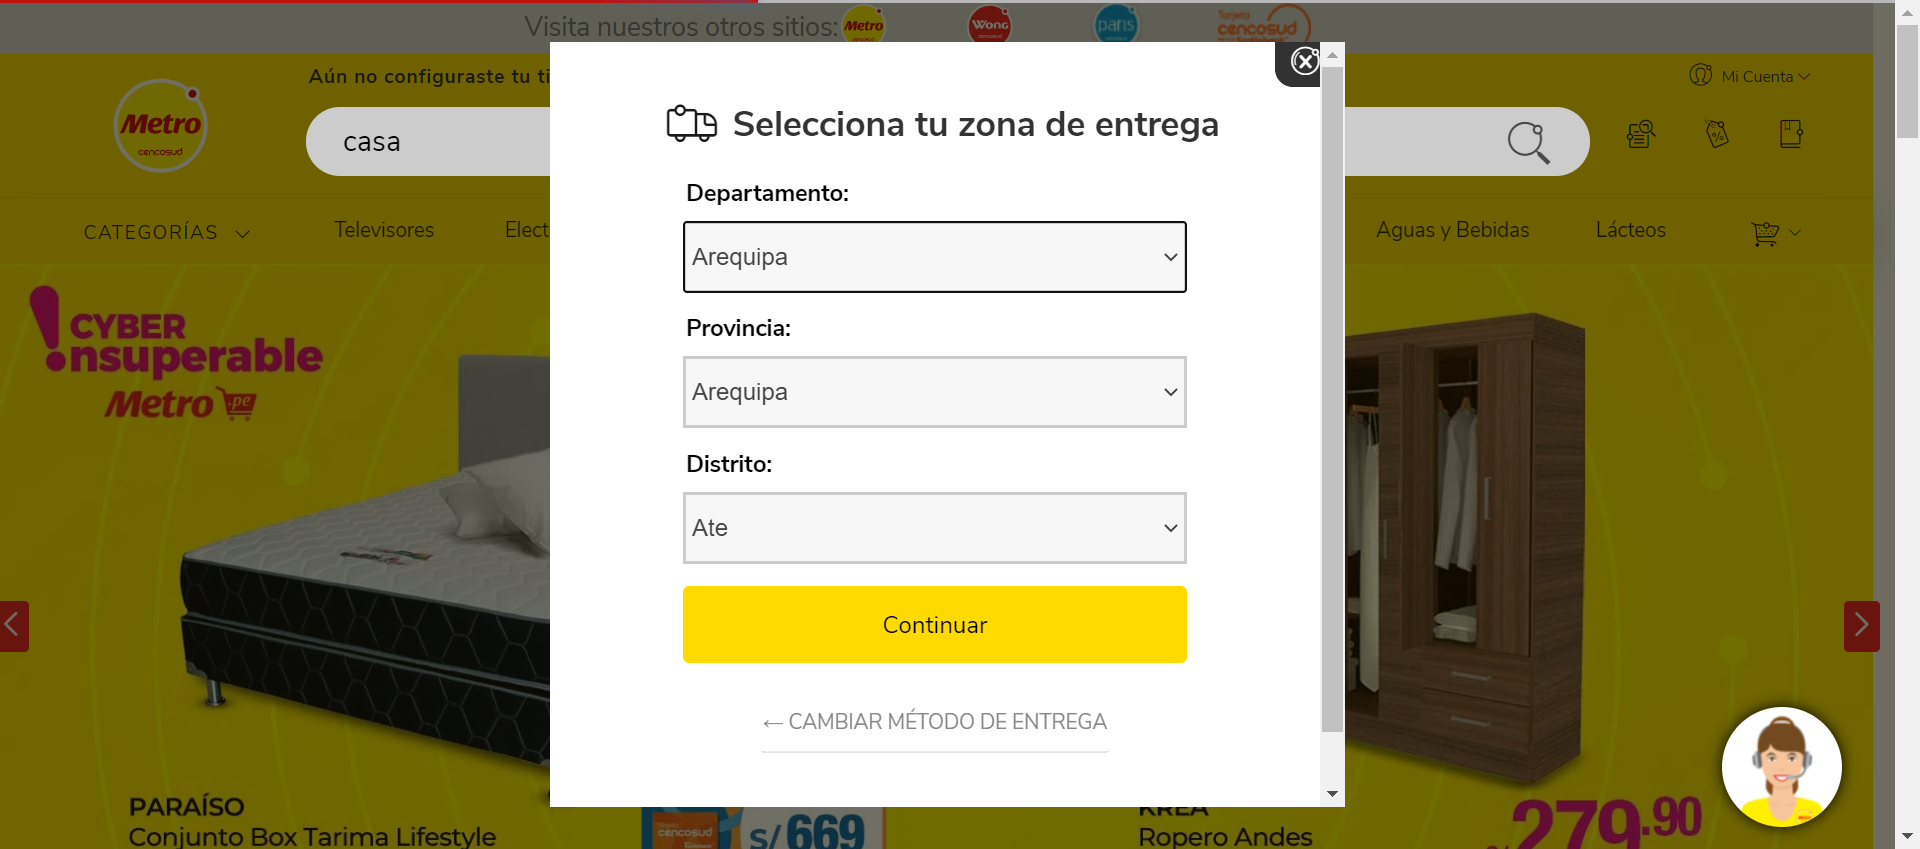 Visita nuestros otros sitios:
Metro
cencosud
Wong
cencosud
paris
cencosud
Tarjeta
cencosud
Aún no configuraste tu ti
Mi Cuenta
Metro
cencosud
casa
CATEGORÍAS
Televisores
Elect
Aguas y Bebidas
Lácteos
Selecciona tu zona de entrega
Departamento:
Arequipa
Provincia:
Arequipa
Distrito:
Ate
Continuar
← CAMBIAR MÉTODO DE ENTREGA
CYBER
!nsuperable
Metro .pe
PARAÍSO
Conjunto Box Tarima Lifestyle
cencosud
S/ 669
KREA
Ropero Andes
279.90